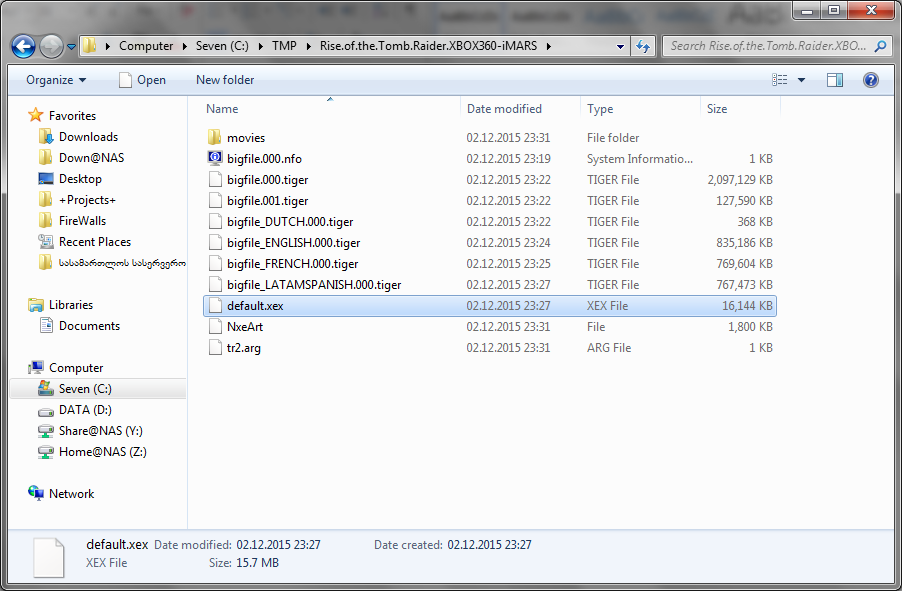 Computer Seven (C:) TMP Rise.of.the.Tomb.Raider.XBOX360-iMARS Search Rise.of.the.Tomb.Raider.XBO...
Organize Open New folder
Favorites
Downloads
Down@NAS
Desktop
+Projects+
FireWalls
Recent Places
სასამართლოს სასერვერო
Libraries
Documents
Computer
Seven (C:)
DATA (D:)
Share@NAS (Y:)
Home@NAS (Z:)
Network
Name Date modified Type Size
movies 02.12.2015 23:31 File folder
bigfile.000.nfo 02.12.2015 23:19 System Informatio... 1 KB
bigfile.000.tiger 02.12.2015 23:22 TIGER File 2,097,129 KB
bigfile.001.tiger 02.12.2015 23:22 TIGER File 127,590 KB
bigfile_DUTCH.000.tiger 02.12.2015 23:22 TIGER File 368 KB
bigfile_ENGLISH.000.tiger 02.12.2015 23:24 TIGER File 835,186 KB
bigfile_FRENCH.000.tiger 02.12.2015 23:25 TIGER File 769,604 KB
bigfile_LATAMSPANISH.000.tiger 02.12.2015 23:27 TIGER File 767,473 KB
default.xex 02.12.2015 23:27 XEX File 16,144 KB
NxeArt 02.12.2015 23:31 File 1,800 KB
tr2.arg 02.12.2015 23:31 ARG File 1 KB
default.xex Date modified: 02.12.2015 23:27 Date created: 02.12.2015 23:27
XEX File Size: 15.7 MB